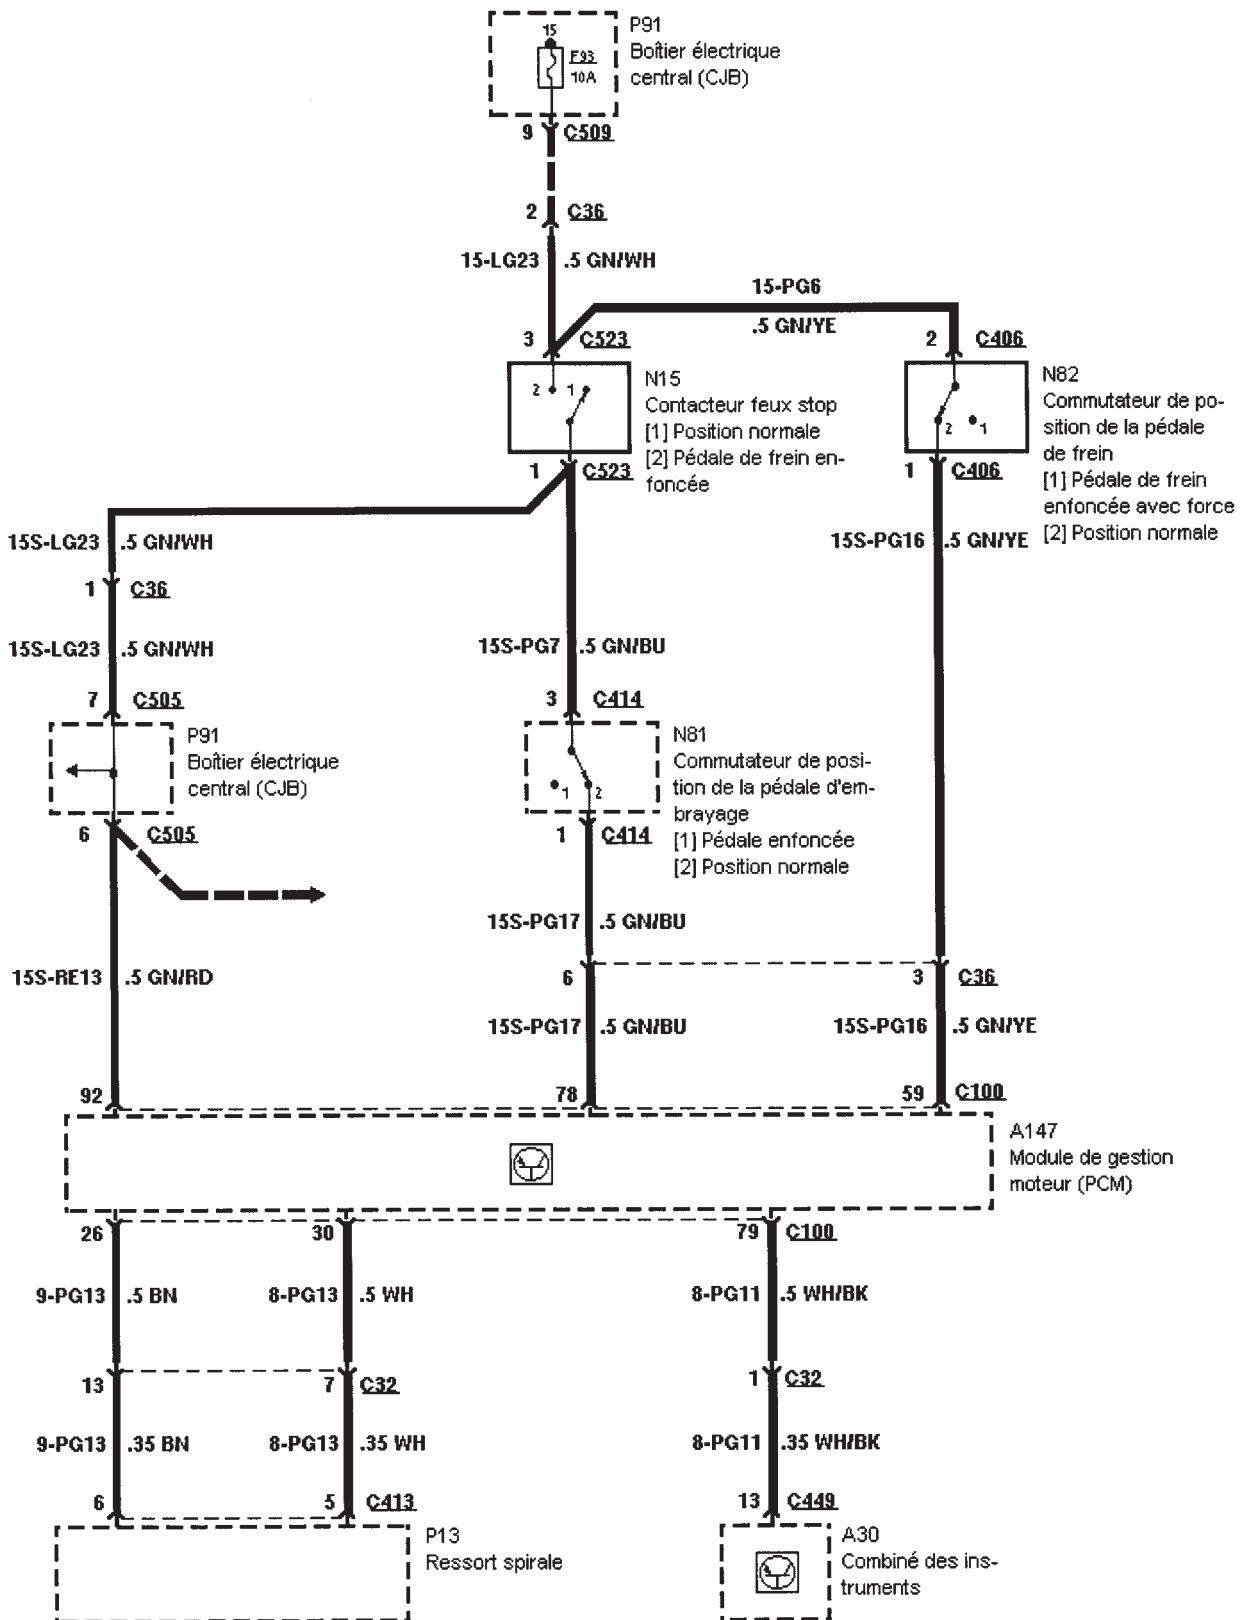 15
F93
10A
P91
Boîtier électrique
central (CJB)
9 C509
2 C36
15-LG23 .5 GN/WH
15-PG6
.5 GN/YE
3 C523
2 C406
2 1
N15
Contacteur feux stop
[1] Position normale
[2] Pédale de frein en-
foncée
2 1
N82
Commutateur de po-
sition de la pédale
de frein
[1] Pédale de frein
enfoncée avec force
[2] Position normale
1 C523
1 C406
15S-LG23 .5 GN/WH
15S-PG16 .5 GN/YE
1 C36
15S-LG23 .5 GN/WH
15S-PG7 .5 GN/BU
7 C505
3 C414
P91
Boîtier électrique
central (CJB)
1 2
N81
Commutateur de posi-
tion de la pédale d'em-
brayage
[1] Pédale enfoncée
[2] Position normale
6 C505
1 C414
15S-PG17 .5 GN/BU
15S-RE13 .5 GN/RD
6
3 C36
15S-PG17 .5 GN/BU
15S-PG16 .5 GN/YE
92
78
59 C100
A147
Module de gestion
moteur (PCM)
26
30
79 C100
9-PG13 .5 BN
8-PG13 .5 WH
8-PG11 .5 WH/BK
13
7 C32
1 C32
9-PG13 .35 BN
8-PG13 .35 WH
8-PG11 .35 WH/BK
6
5 C413
13 C449
P13
Ressort spirale
A30
Combiné des ins-
truments